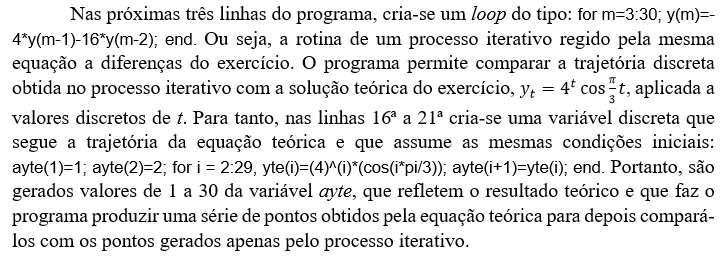 Nas próximas três linhas do programa, cria-se um loop do tipo: for m=3:30; y(m)=-
4*y(m-1)-16*y(m-2); end. Ou seja, a rotina de um processo iterativo regido pela mesma
equação a diferenças do exercício. O programa permite comparar a trajetória discreta
obtida no processo iterativo com a solução teórica do exercício, yₜ = 4ᵗ cos π/3 t, aplicada a
valores discretos de t. Para tanto, nas linhas 16ª a 21ª cria-se uma variável discreta que
segue a trajetória da equação teórica e que assume as mesmas condições iniciais:
ayte(1)=1; ayte(2)=2; for i = 2:29, yte(i)=(4)^(i)*(cos(i*pi/3)); ayte(i+1)=yte(i); end. Portanto, são
gerados valores de 1 a 30 da variável ayte, que refletem o resultado teórico e que faz o
programa produzir uma série de pontos obtidos pela equação teórica para depois compará-
los com os pontos gerados apenas pelo processo iterativo.